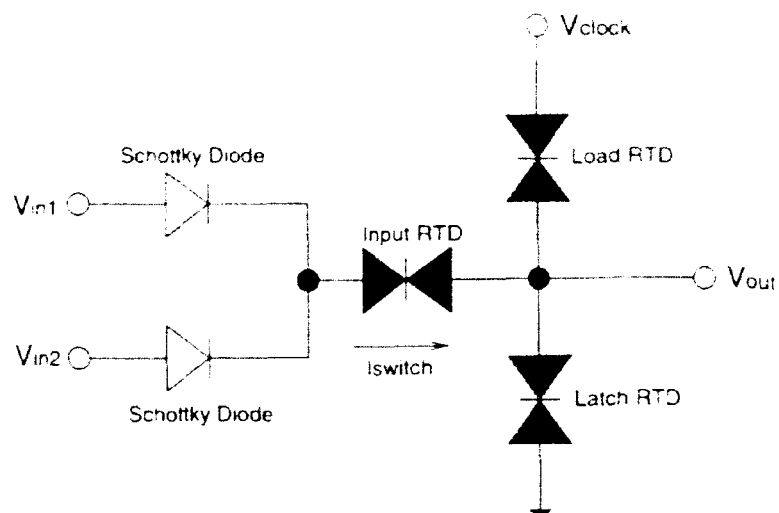 Vclock
Schottky Diode
Load RTD
Vin1
Input RTD
Vout
Vin2
Iswitch
Latch RTD
Schottky Diode